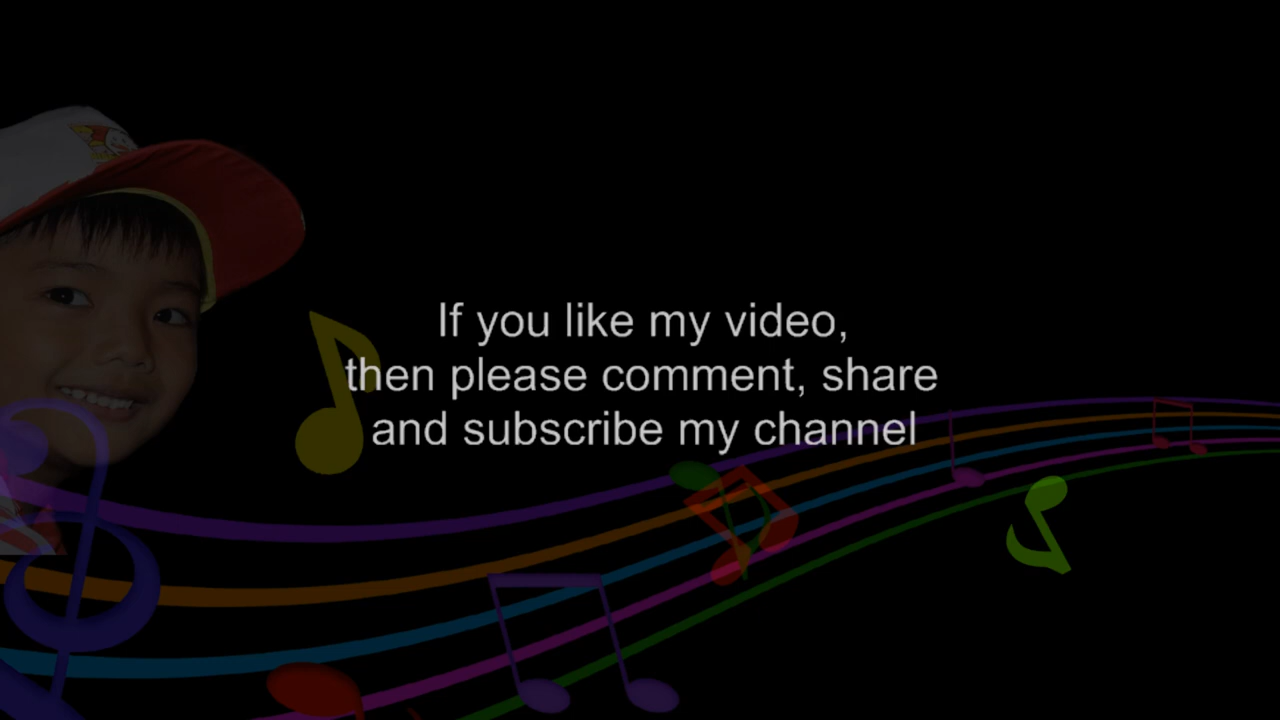 If you like my video,
then please comment, share
and subscribe my channel